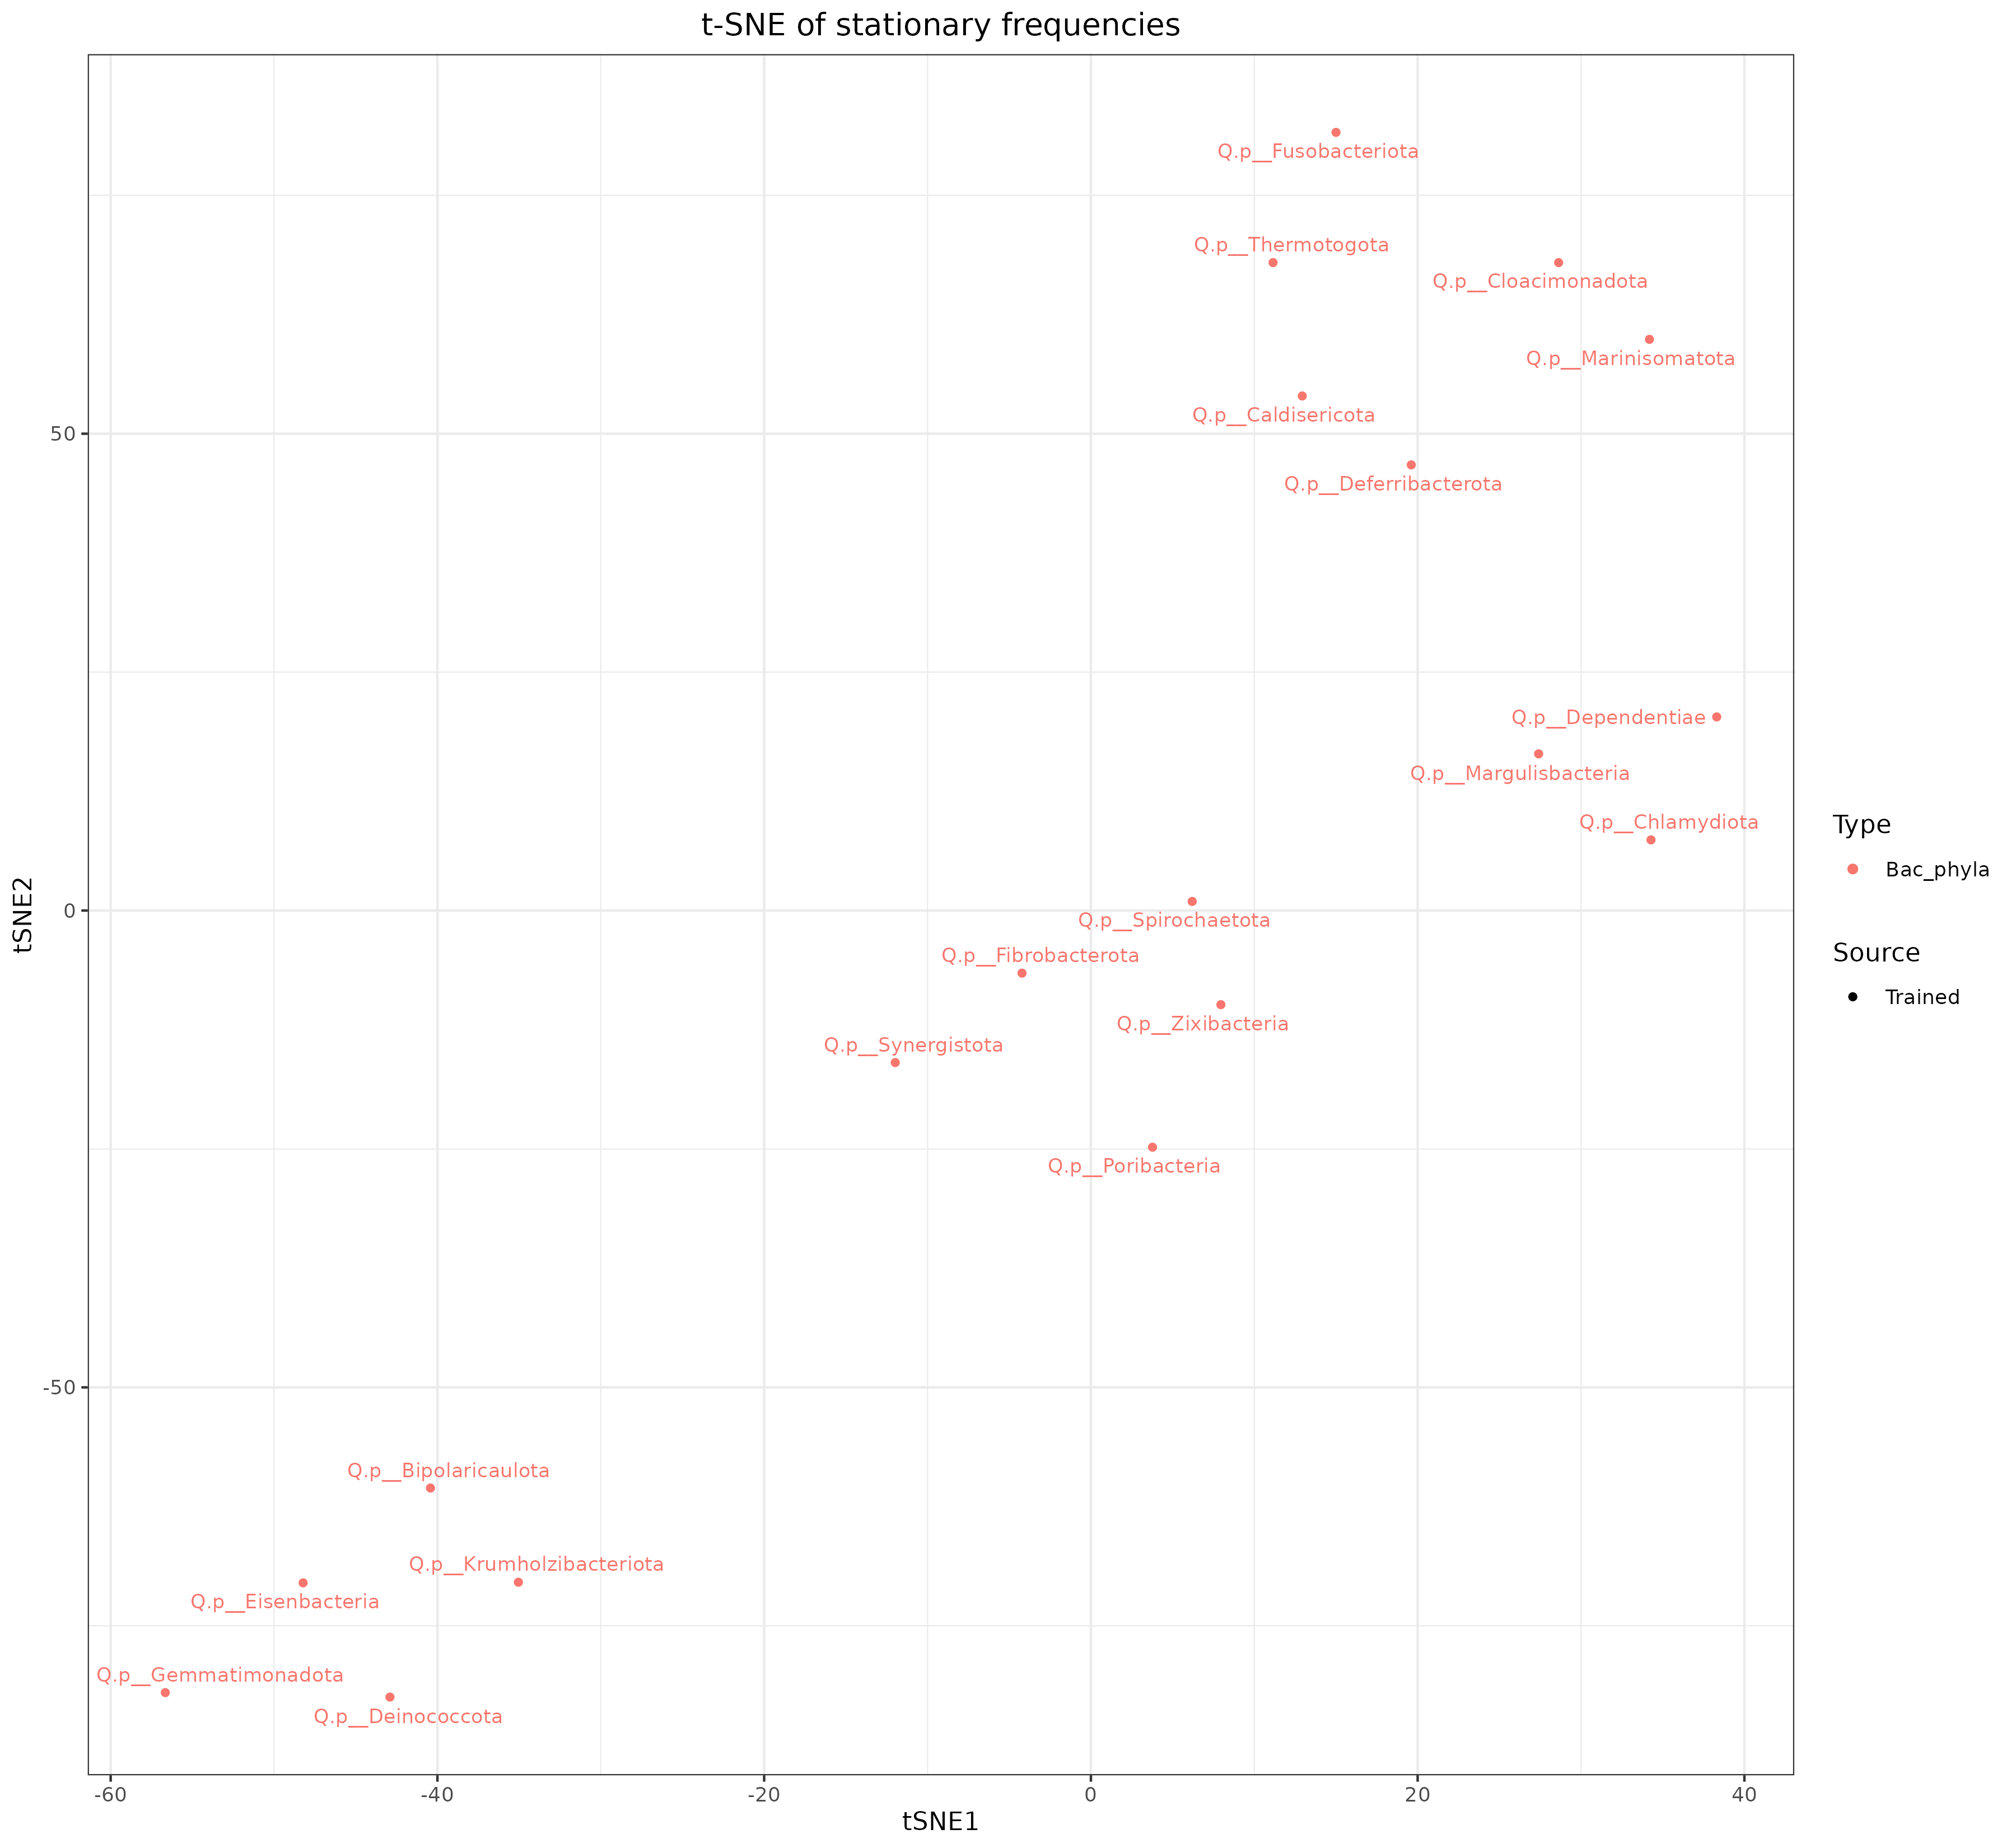 t-SNE of stationary frequencies
Q.p__Fusobacteriota
Q.p__Thermotogota
Q.p__Cloacimonadota
Q.p__Marinisomatota
Q.p__Caldisericota
Q.p__Deferribacterota
Q.p__Dependentiae
Q.p__Margulisbacteria
Q.p__Chlamydiota
Q.p__Spirochaetota
Q.p__Fibrobacterota
Q.p__Zixibacteria
Q.p__Synergistota
Q.p__Poribacteria
Q.p__Bipolaricaulota
Q.p__Krumholzibacteriota
Q.p__Eisenbacteria
Q.p__Gemmatimonadota
Q.p__Deinococcota
50
0
-50
tSNE2
-60
-40
-20
0
20
40
tSNE1
Type
Bac_phyla
Source
Trained